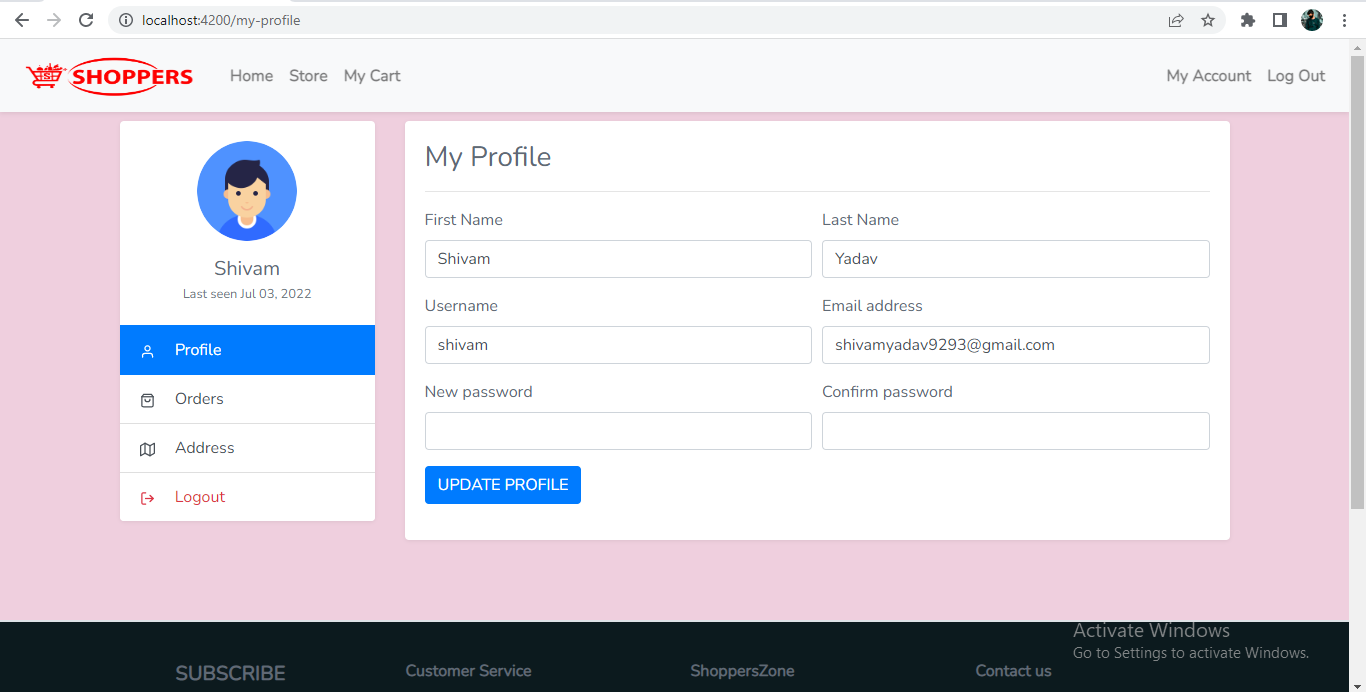 localhost:4200/my-profile
SHOPPERS Home Store My Cart My Account Log Out
Shivam
Last seen Jul 03, 2022
Profile
Orders
Address
Logout
My Profile
First Name Last Name
Shivam Yadav
Username Email address
shivam shivamyadav9293@gmail.com
New password Confirm password
UPDATE PROFILE
Activate Windows
Go to Settings to activate Windows.
SUBSCRIBE Customer Service ShoppersZone Contact us